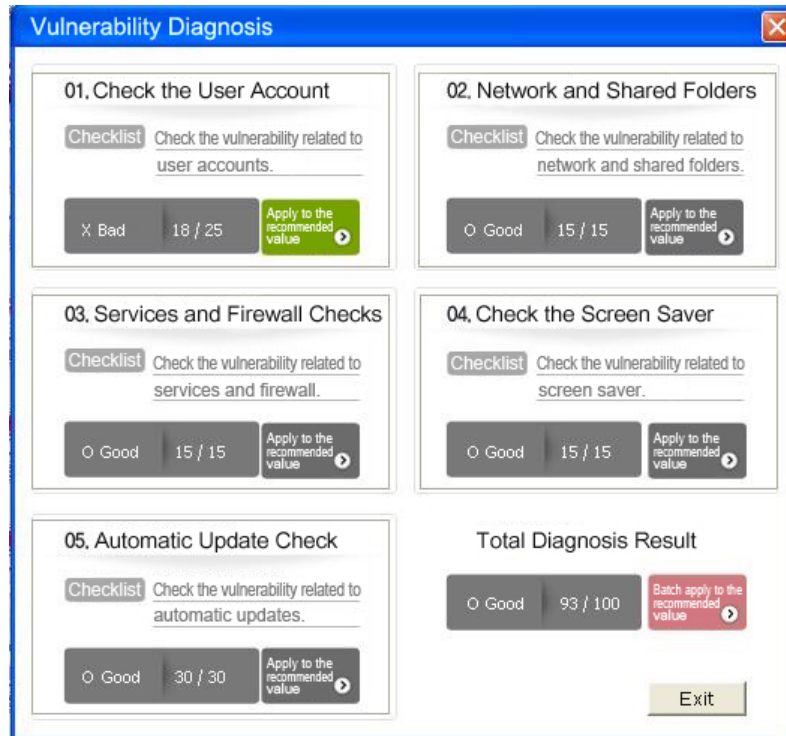 Vulnerability Diagnosis
01. Check the User Account
Checklist Check the vulnerability related to
user accounts.
X Bad 18 / 25 Apply to the
recommended
value
02. Network and Shared Folders
Checklist Check the vulnerability related to
network and shared folders.
O Good 15 / 15 Apply to the
recommended
value
03. Services and Firewall Checks
Checklist Check the vulnerability related to
services and firewall.
O Good 15 / 15 Apply to the
recommended
value
04. Check the Screen Saver
Checklist Check the vulnerability related to
screen saver.
O Good 15 / 15 Apply to the
recommended
value
05. Automatic Update Check
Checklist Check the vulnerability related to
automatic updates.
O Good 30 / 30 Apply to the
recommended
value
Total Diagnosis Result
O Good 93 / 100 Batch apply to the
recommended
value
Exit